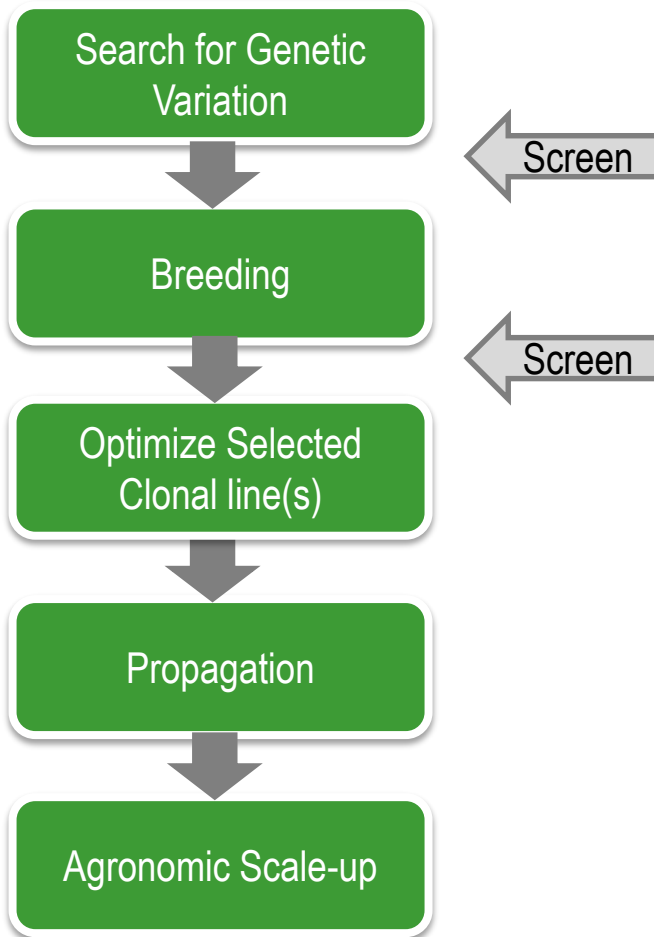 Search for Genetic
Variation
Screen
Breeding
Screen
Optimize Selected
Clonal line(s)
Propagation
Agronomic Scale-up